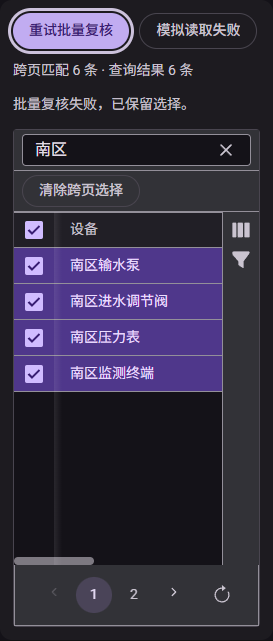 重试批量复核 模拟读取失败
跨页匹配 6 条 · 查询结果 6 条
批量复核失败，已保留选择。
南区
清除跨页选择
设备
南区输水泵
南区进水调节阀
南区压力表
南区监测终端
1 2